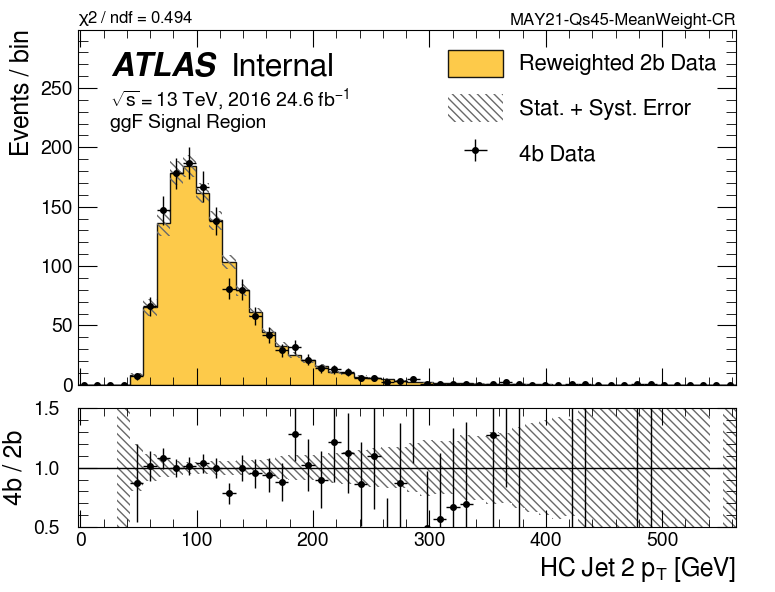 χ2 / ndf = 0.494
MAY21-Qs45-MeanWeight-CR
Events / bin
ATLAS Internal
√s = 13 TeV, 2016 24.6 fb⁻¹
ggF Signal Region
Reweighted 2b Data
Stat. + Syst. Error
4b Data
250
200
150
100
50
0
4b / 2b
1.5
1.0
0.5
0 100 200 300 400 500
HC Jet 2 p_T [GeV]